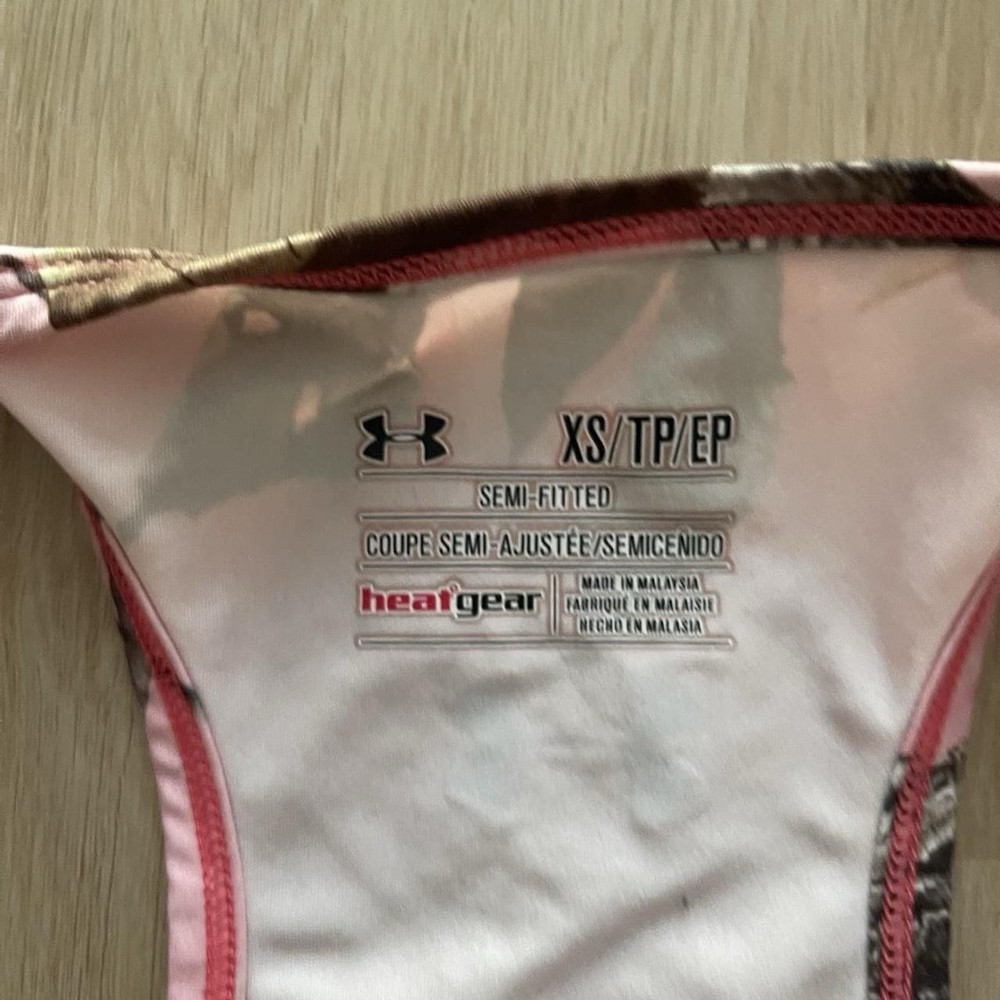 XS/TP/EP
SEMI-FITTED
COUPE SEMI-AJUSTÉE/SEMICEÑIDO
heatgear
MADE IN MALAYSIA
FABRIQUÉ EN MALAISIE
HECHO EN MALASIA